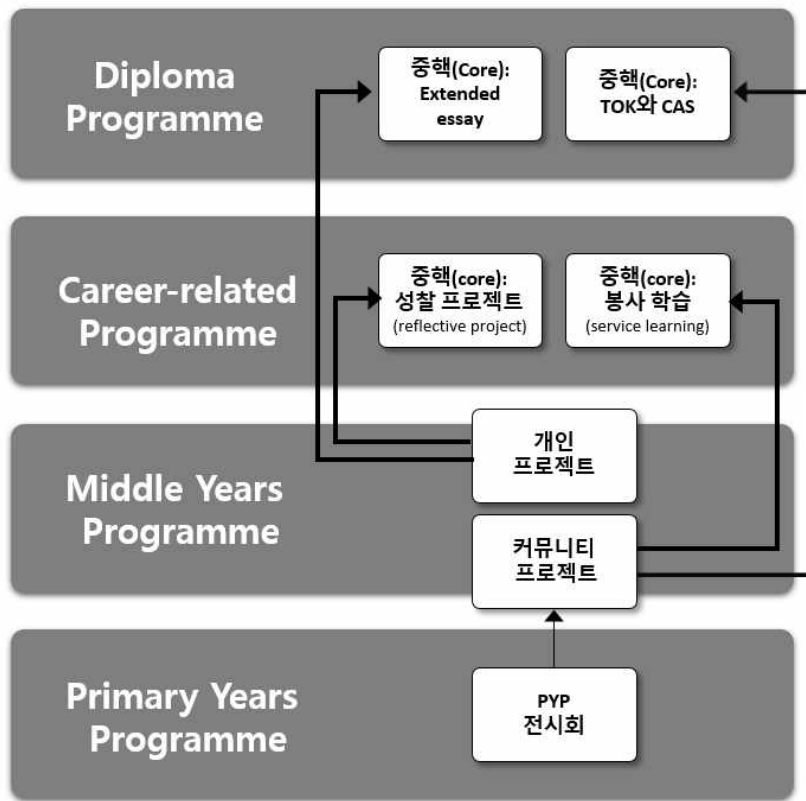 Diploma
Programme
중핵(Core):
Extended
essay
중핵(Core):
TOK와 CAS
Career-related
Programme
중핵(core):
성찰 프로젝트
(reflective project)
중핵(core):
봉사 학습
(service learning)
Middle Years
Programme
개인
프로젝트
커뮤니티
프로젝트
Primary Years
Programme
PYP
전시회